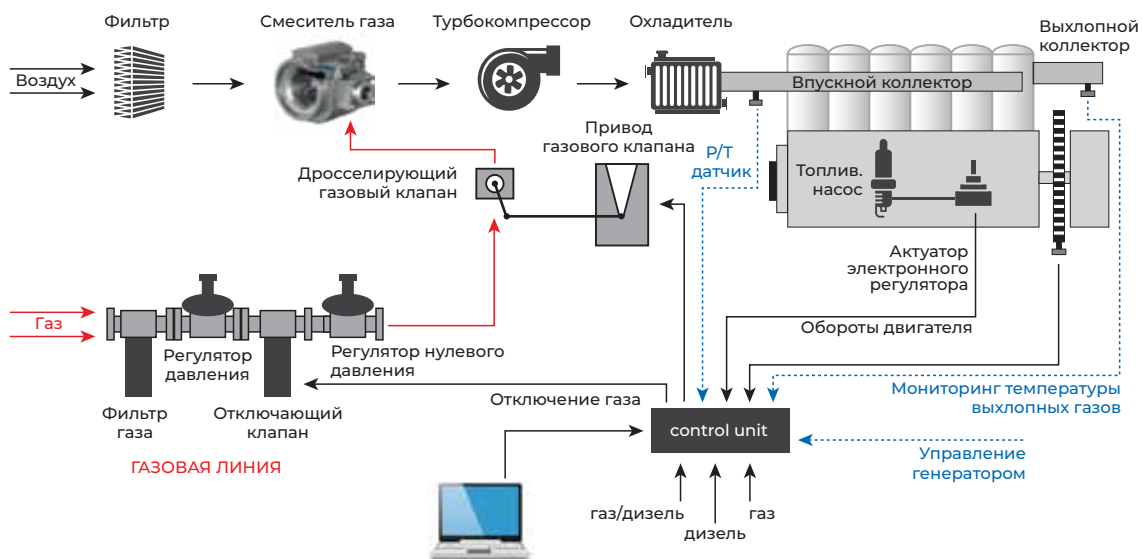 Фильтр
Смеситель газа
Турбокомпрессор
Охладитель
Выхлопной
коллектор
Воздух
Впускной коллектор
Привод
газового клапана
P/T
датчик
Топлив.
насос
Дросселирующий
газовый клапан
Актуатор
электронного
регулятора
Газ
Обороты двигателя
Регулятор
давления
Регулятор нулевого
давления
Мониторинг температуры
выхлопных газов
Отключение газа
Фильтр
газа
Отключающий
клапан
control unit
ГАЗОВАЯ ЛИНИЯ
Управление
генератором
газ/дизель
газ
дизель